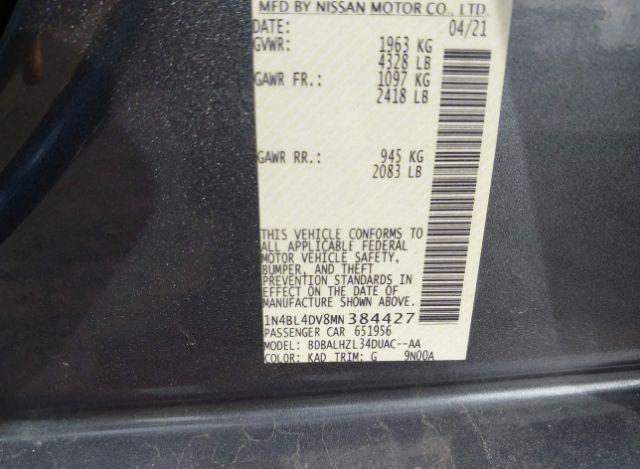 MFD BY NISSAN MOTOR CO., LTD.
DATE: 04/21
GVWR: 1963 KG
4328 LB
GAWR FR.: 1097 KG
2418 LB
GAWR RR.: 945 KG
2083 LB
THIS VEHICLE CONFORMS TO
ALL APPLICABLE FEDERAL
MOTOR VEHICLE SAFETY,
BUMPER, AND THEFT
PREVENTION STANDARDS IN
EFFECT ON THE DATE OF
MANUFACTURE SHOWN ABOVE.
1N4BL4DV8MN384427
PASSENGER CAR 651956
MODEL: BDBALHZL34DUAC--AA
COLOR: KAD TRIM: G 9N00A